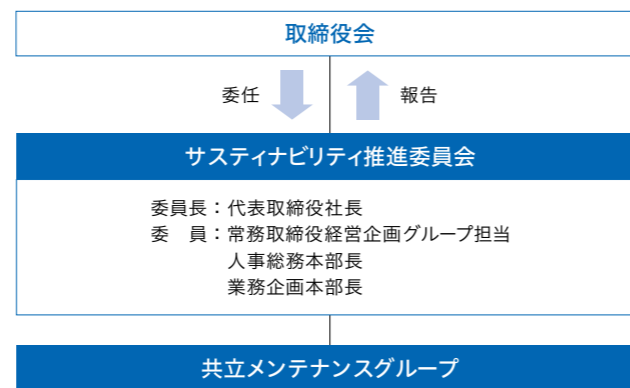 取締役会
委任 報告
サスティナビリティ推進委員会
委員長：代表取締役社長
委　員：常務取締役経営企画グループ担当
人事総務本部長
業務企画本部長
共立メンテナンスグループ